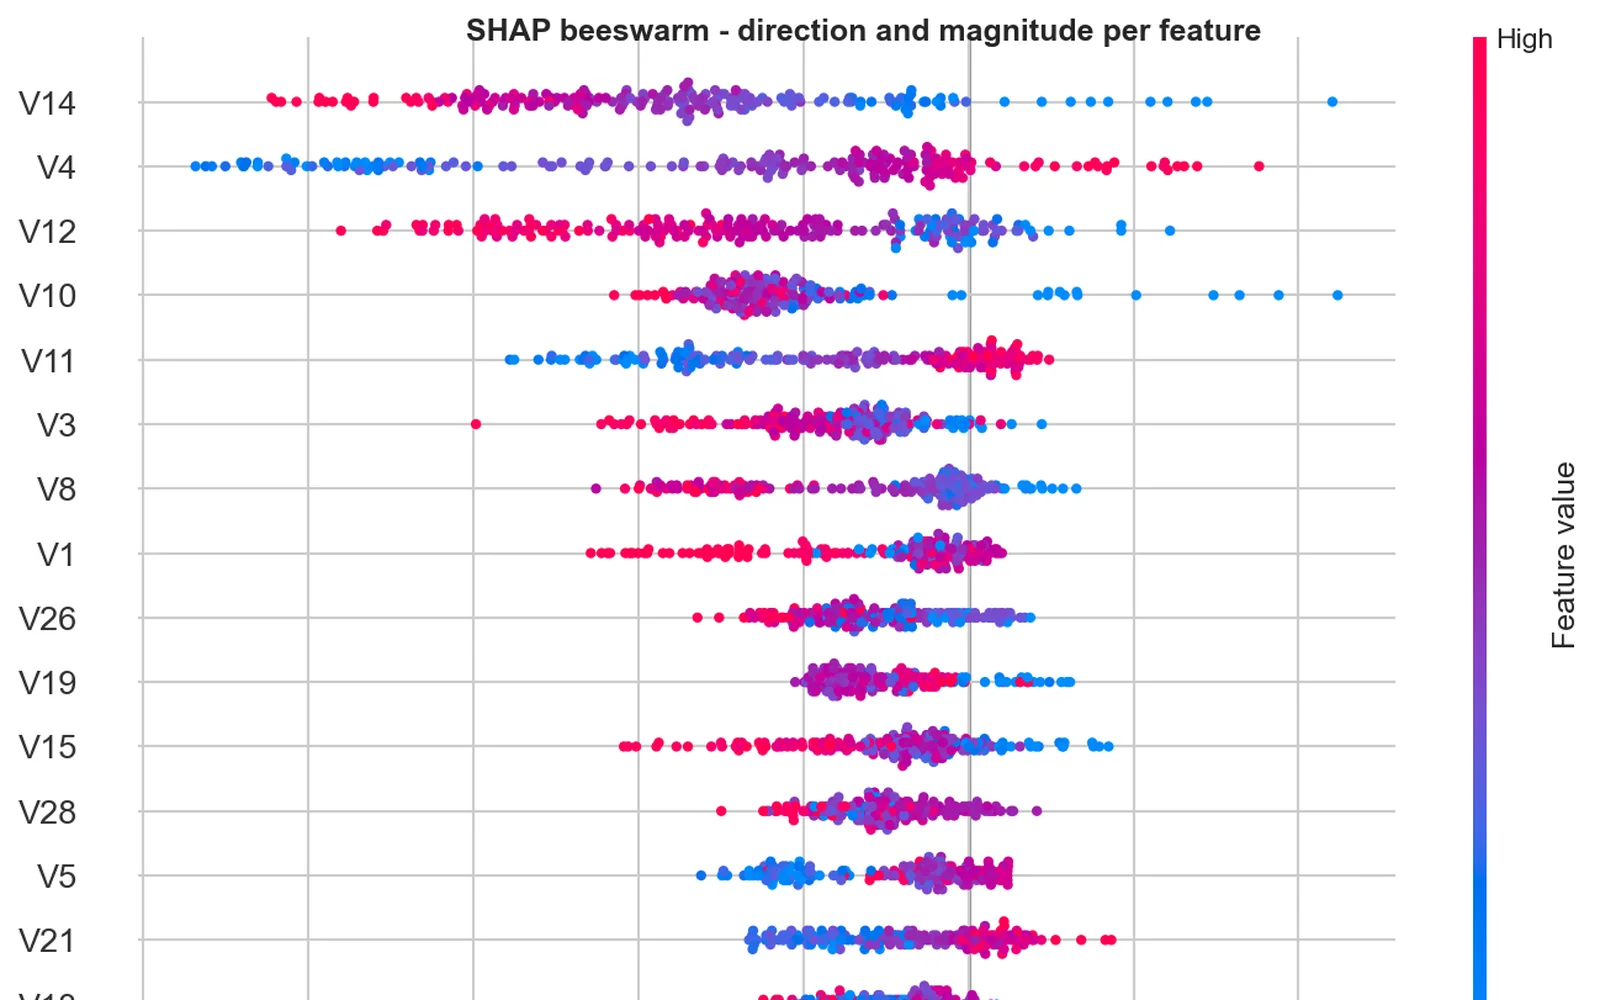 SHAP beeswarm - direction and magnitude per feature
High
V14
V4
V12
V10
V11
V3
V8
V1
V26
V19
V15
V28
V5
V21
Feature value